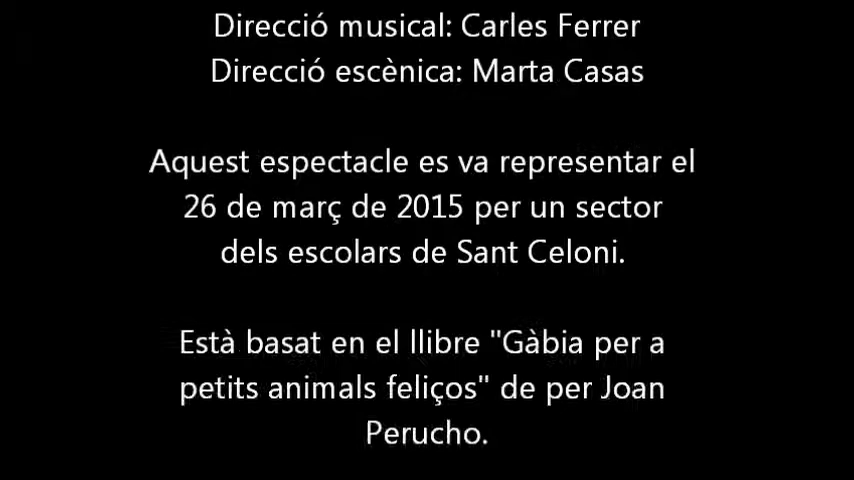 Direcció musical: Carles Ferrer
Direcció escènica: Marta Casas
Aquest espectacle es va representar el
26 de març de 2015 per un sector
dels escolars de Sant Celoni.
Està basat en el llibre "Gàbia per a
petits animals feliços" de per Joan
Perucho.